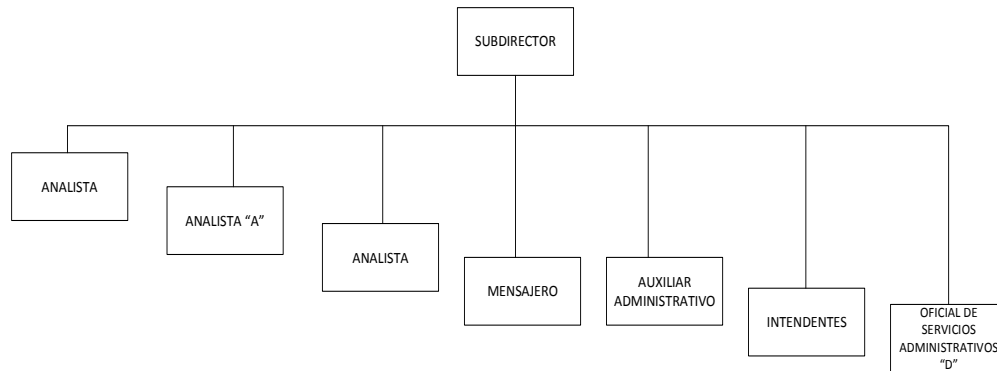 SUBDIRECTOR
ANALISTA
ANALISTA “A”
ANALISTA
MENSAJERO
AUXILIAR
ADMINISTRATIVO
INTENDENTES
OFICIAL DE
SERVICIOS
ADMINISTRATIVOS
“D”